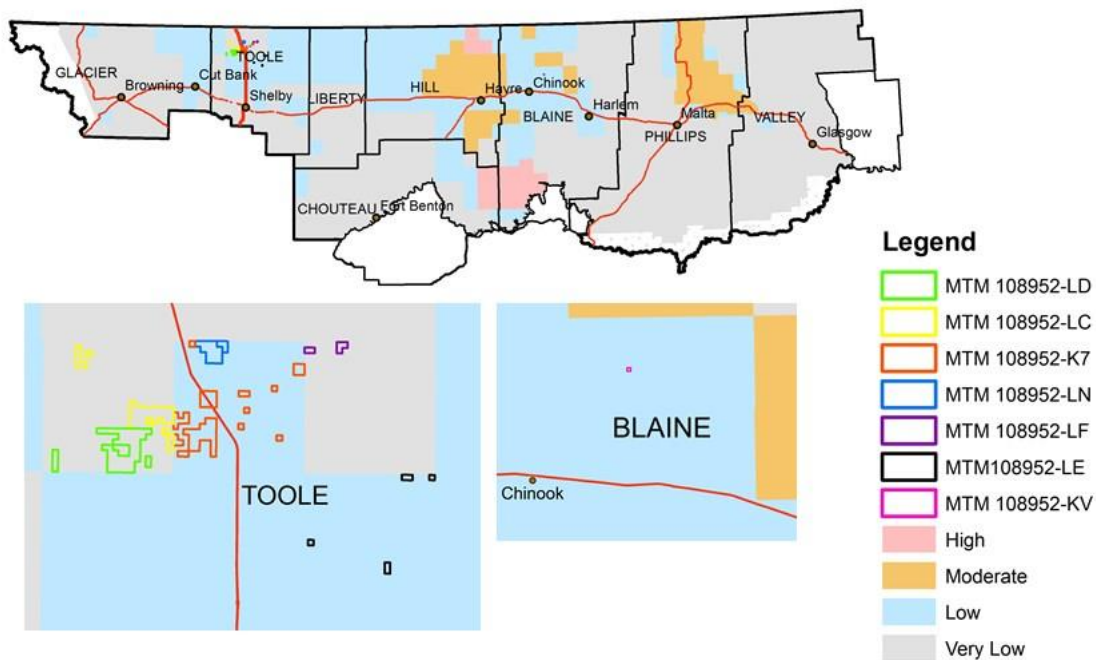 GLACIER
Browning
Cut Bank
TOOLE
Shelby
LIBERTY
HILL
Havre
Chinook
BLAINE
Harlem
Malta
PHILLIPS
VALLEY
Glasgow
CHOUTEAU
Fort Benton
TOOLE
BLAINE
Chinook
Legend
MTM 108952-LD
MTM 108952-LC
MTM 108952-K7
MTM 108952-LN
MTM 108952-LF
MTM108952-LE
MTM 108952-KV
High
Moderate
Low
Very Low